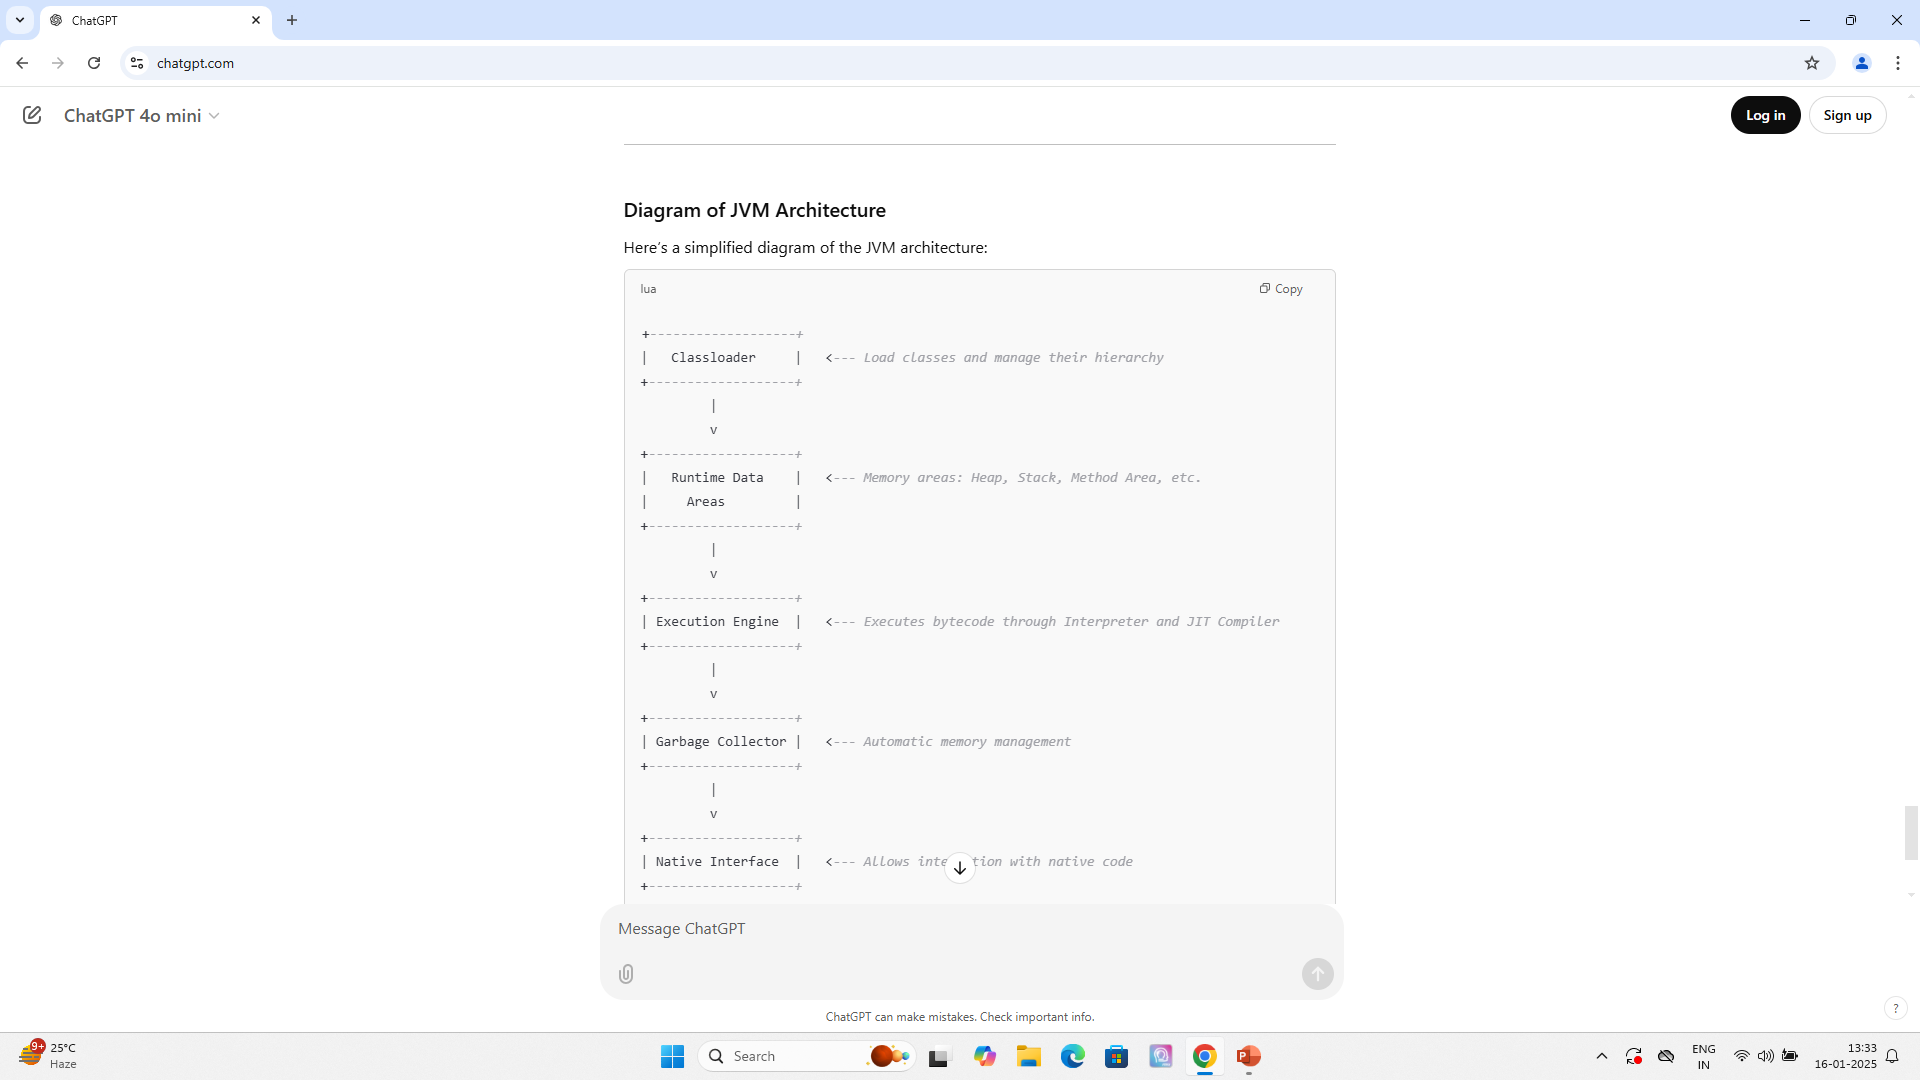 ChatGPT
chatgpt.com
ChatGPT 4o mini
Log in
Sign up
Diagram of JVM Architecture
Here's a simplified diagram of the JVM architecture:
lua
Copy
+-------------------+
|   Classloader     |   <--- Load classes and manage their hierarchy
+-------------------+
         |
         v
+-------------------+
|   Runtime Data    |   <--- Memory areas: Heap, Stack, Method Area, etc.
|     Areas         |
+-------------------+
         |
         v
+-------------------+
| Execution Engine  |   <--- Executes bytecode through Interpreter and JIT Compiler
+-------------------+
         |
         v
+-------------------+
| Garbage Collector |   <--- Automatic memory management
+-------------------+
         |
         v
+-------------------+
| Native Interface  |   <--- Allows with native code
+-------------------+
Message ChatGPT
ChatGPT can make mistakes. Check important info.
?
9+
25°C
Haze
Search
ENG
IN
13:33
16-01-2025